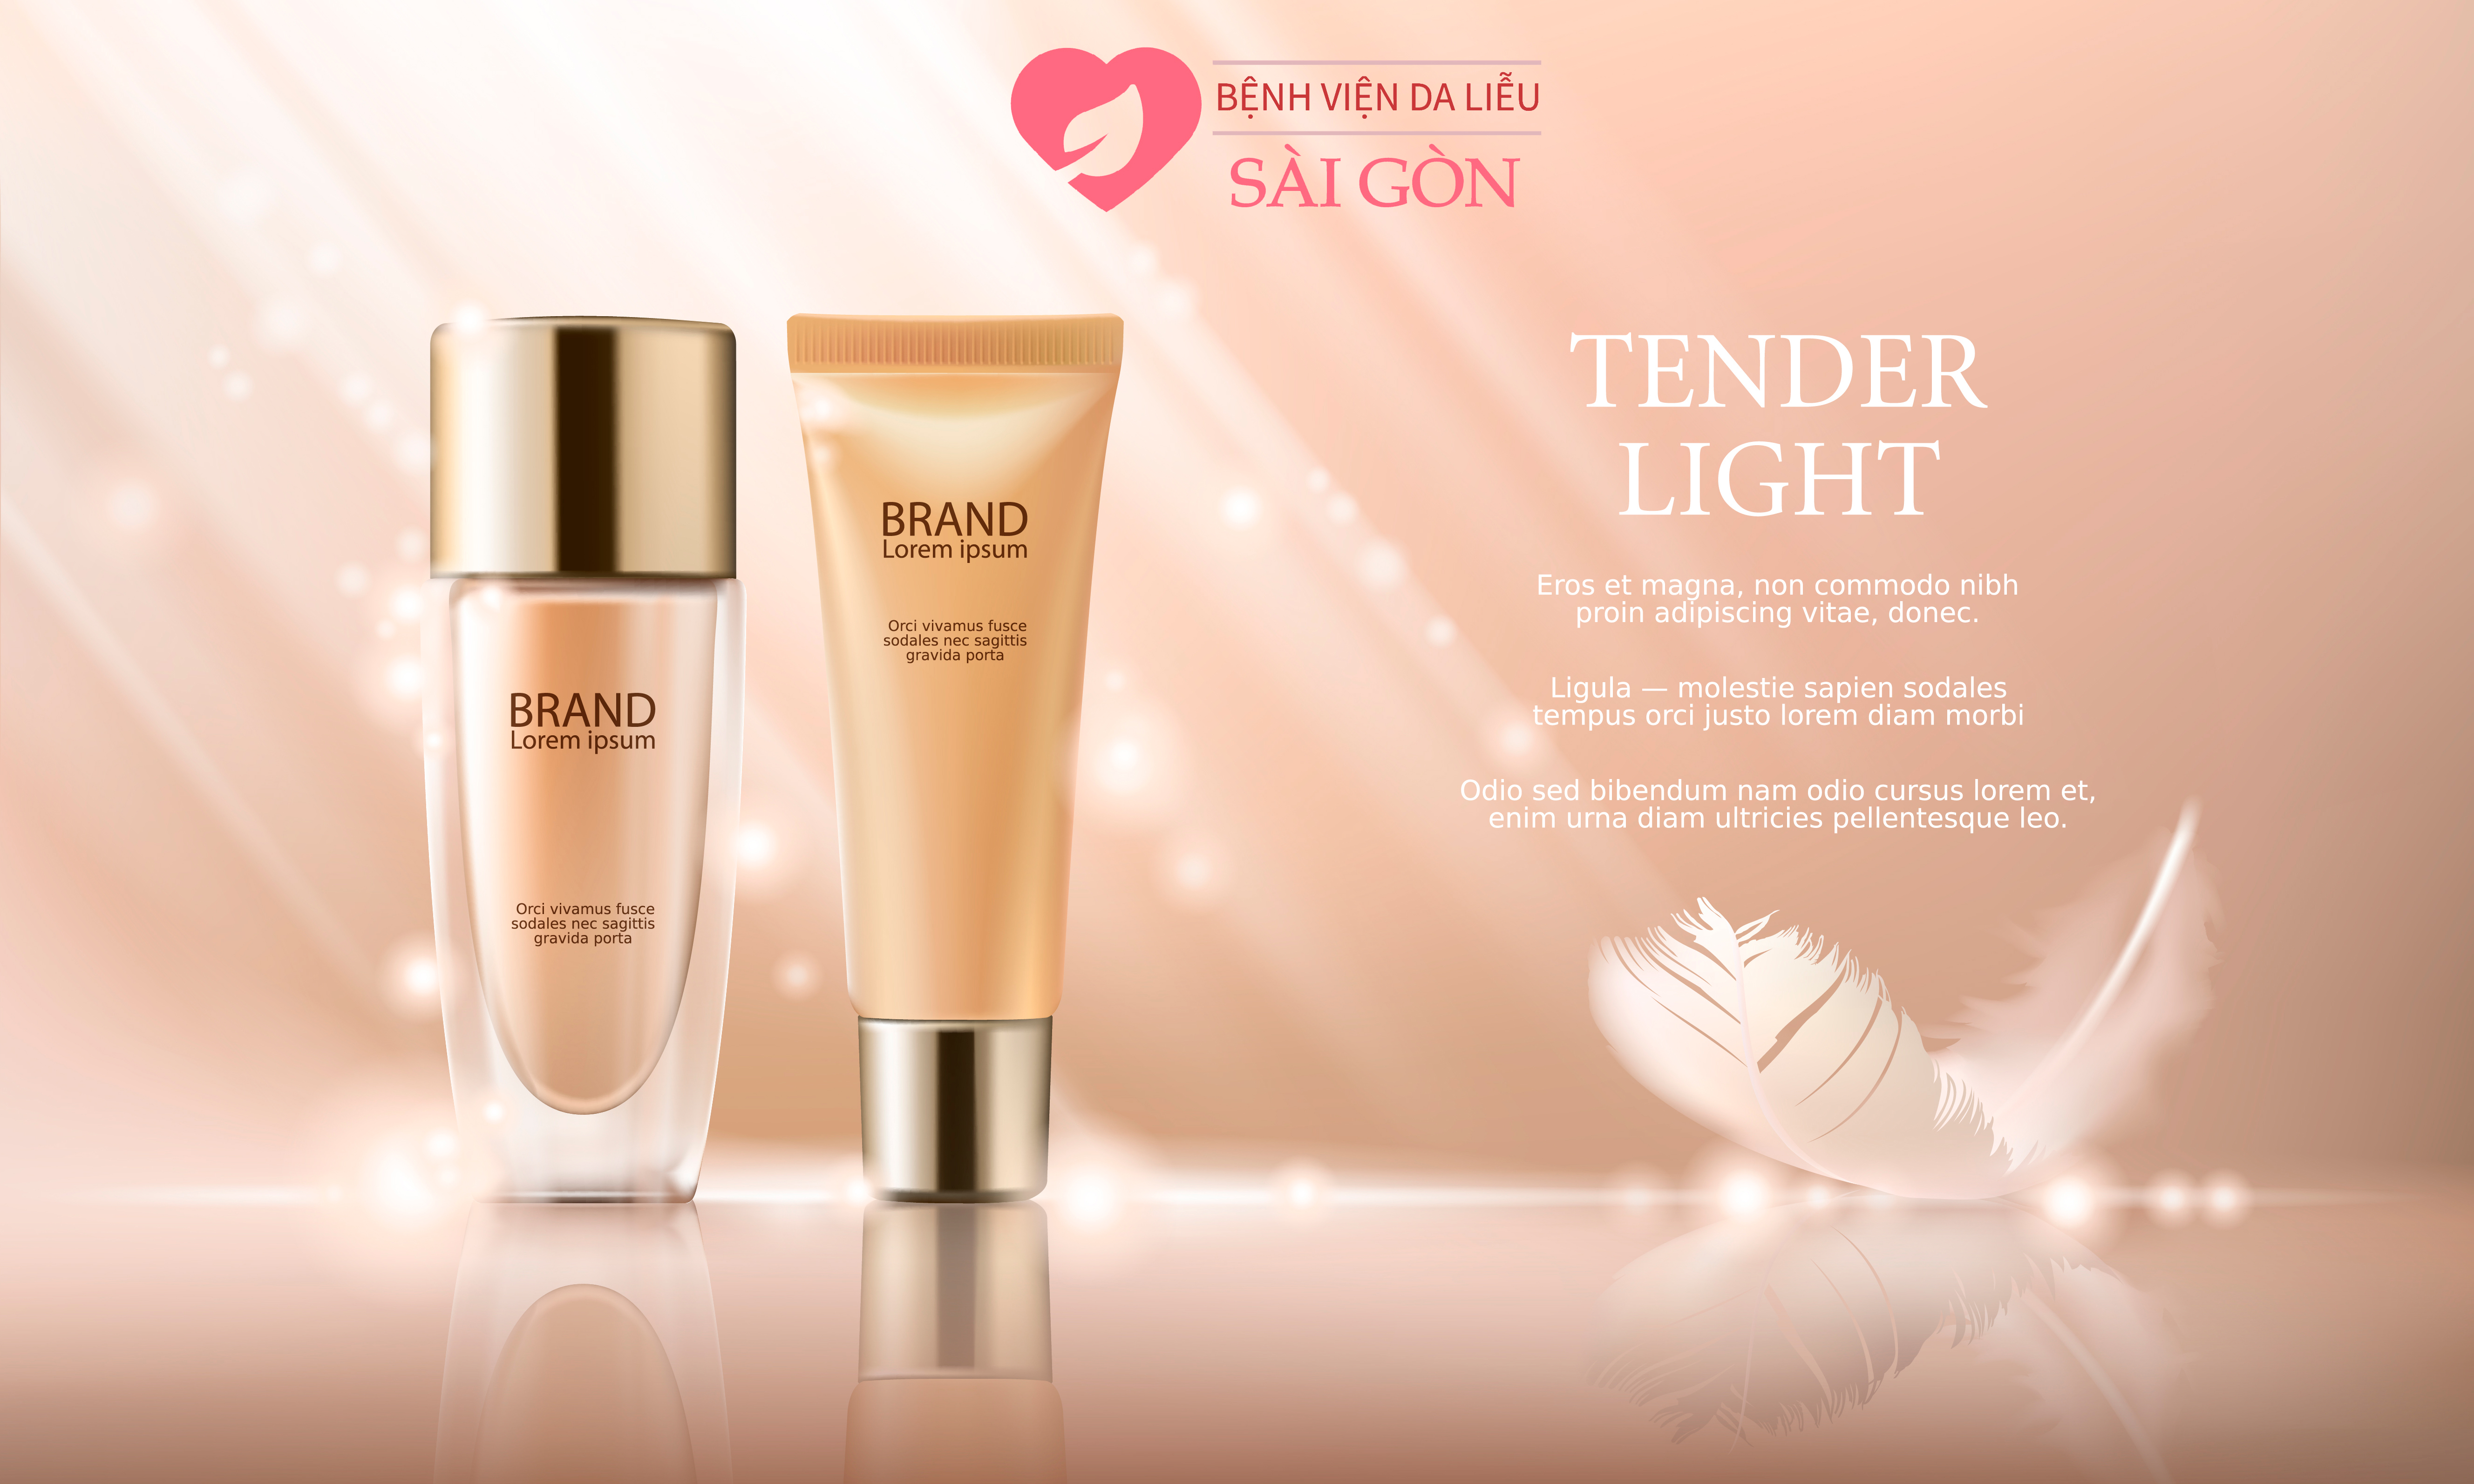 BỆNH VIỆN DA LIỄU
SÀI GÒN
BRAND
Lorem ipsum
Orci vivamus fusce
sodales nec sagittis
gravida porta
BRAND
Lorem ipsum
Orci vivamus fusce
sodales nec sagittis
gravida porta
TENDER
LIGHT
Eros et magna, non commodo nibh
proin adipiscing vitae, donec.
Ligula — molestie sapien sodales
tempus orci justo lorem diam morbi
Odio sed bibendum nam odio cursus lorem et,
enim urna diam ultricies pellentesque leo.